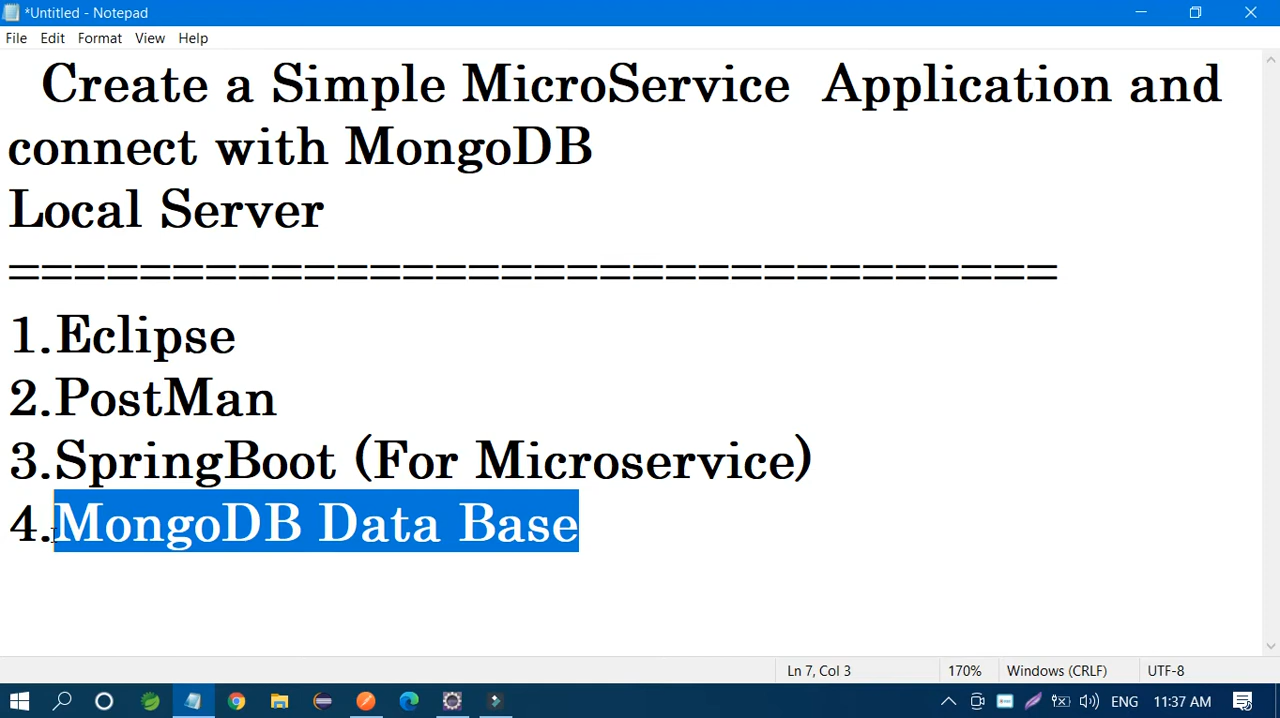 *Untitled - Notepad
File Edit Format View Help
Create a Simple MicroService Application and
connect with MongoDB
Local Server
================================
1.Eclipse
2.PostMan
3.SpringBoot (For Microservice)
4.MongoDB Data Base
Ln 7, Col 3 170% Windows (CRLF) UTF-8
ENG 11:37 AM